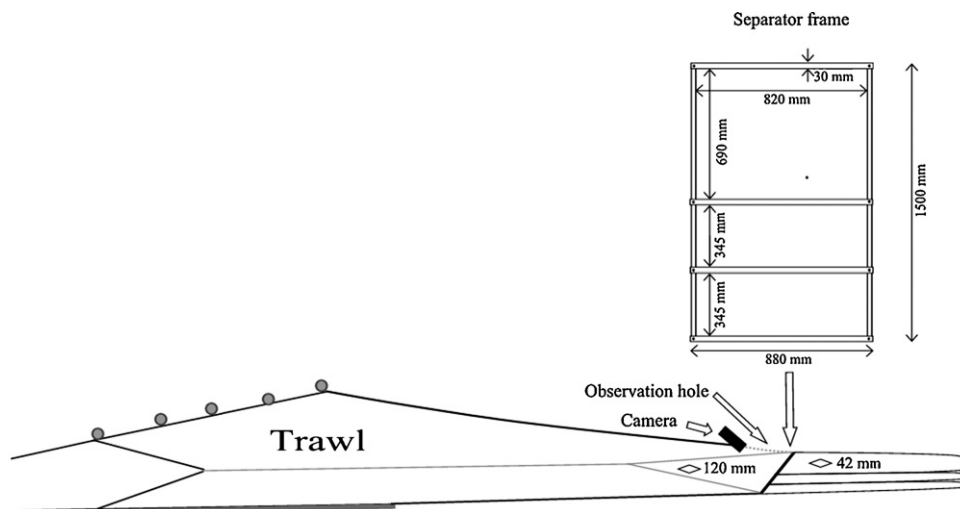 Separator frame
30 mm
820 mm
690 mm
1500 mm
345 mm
345 mm
880 mm
Observation hole
Camera
Trawl
120 mm
42 mm